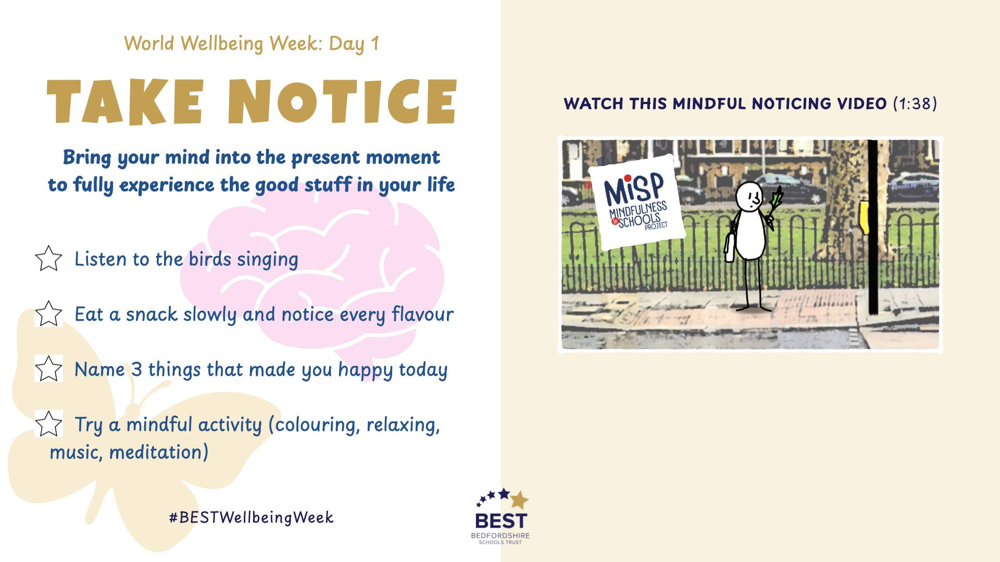 World Wellbeing Week: Day 1
TAKE NOTICE
Bring your mind into the present moment
to fully experience the good stuff in your life
Listen to the birds singing
Eat a snack slowly and notice every flavour
Name 3 things that made you happy today
Try a mindful activity (colouring, relaxing,
music, meditation)
#BESTWellbeingWeek
WATCH THIS MINDFUL NOTICING VIDEO (1:38)
MiSP
MINDFULNESS
in SCHOOLS
PROJECT
BEST
BEDFORDSHIRE
SCHOOLS TRUST